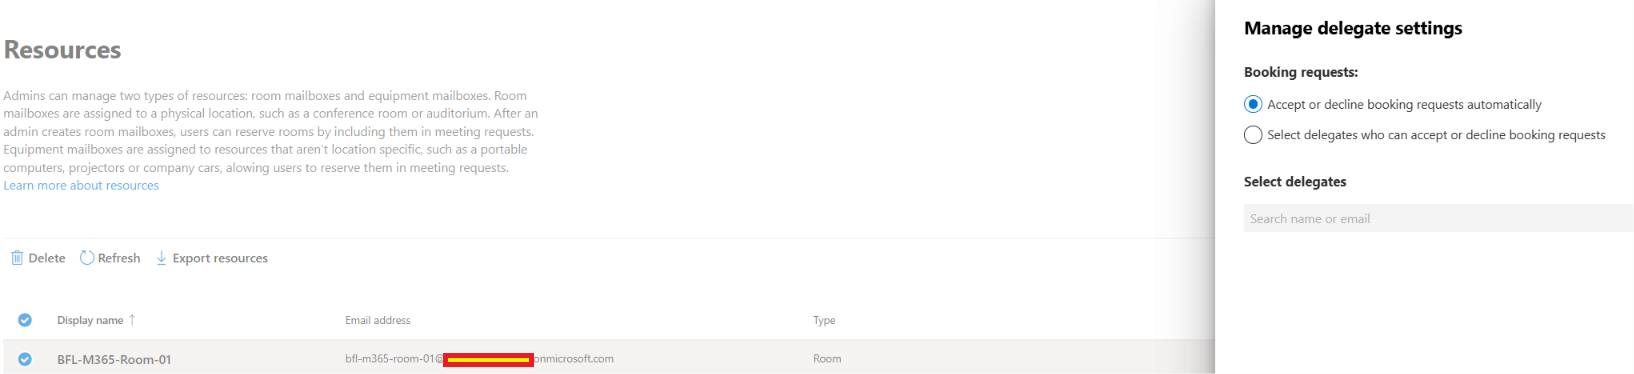 Resources
Admins can manage two types of resources: room mailboxes and equipment mailboxes. Room
mailboxes are assigned to a physical location, such as a conference room or auditorium. After an
admin creates room mailboxes, users can reserve rooms by including them in meeting requests.
Equipment mailboxes are assigned to resources that aren't location specific, such as a portable
computers, projectors or company cars, alowing users to reserve them in meeting requests.
Learn more about resources
Delete Refresh Export resources
Display name ↑ Email address Type
BFL-M365-Room-01 bfl-m365-room-01@ onmicrosoft.com Room
Manage delegate settings
Booking requests:
Accept or decline booking requests automatically
Select delegates who can accept or decline booking requests
Select delegates
Search name or email